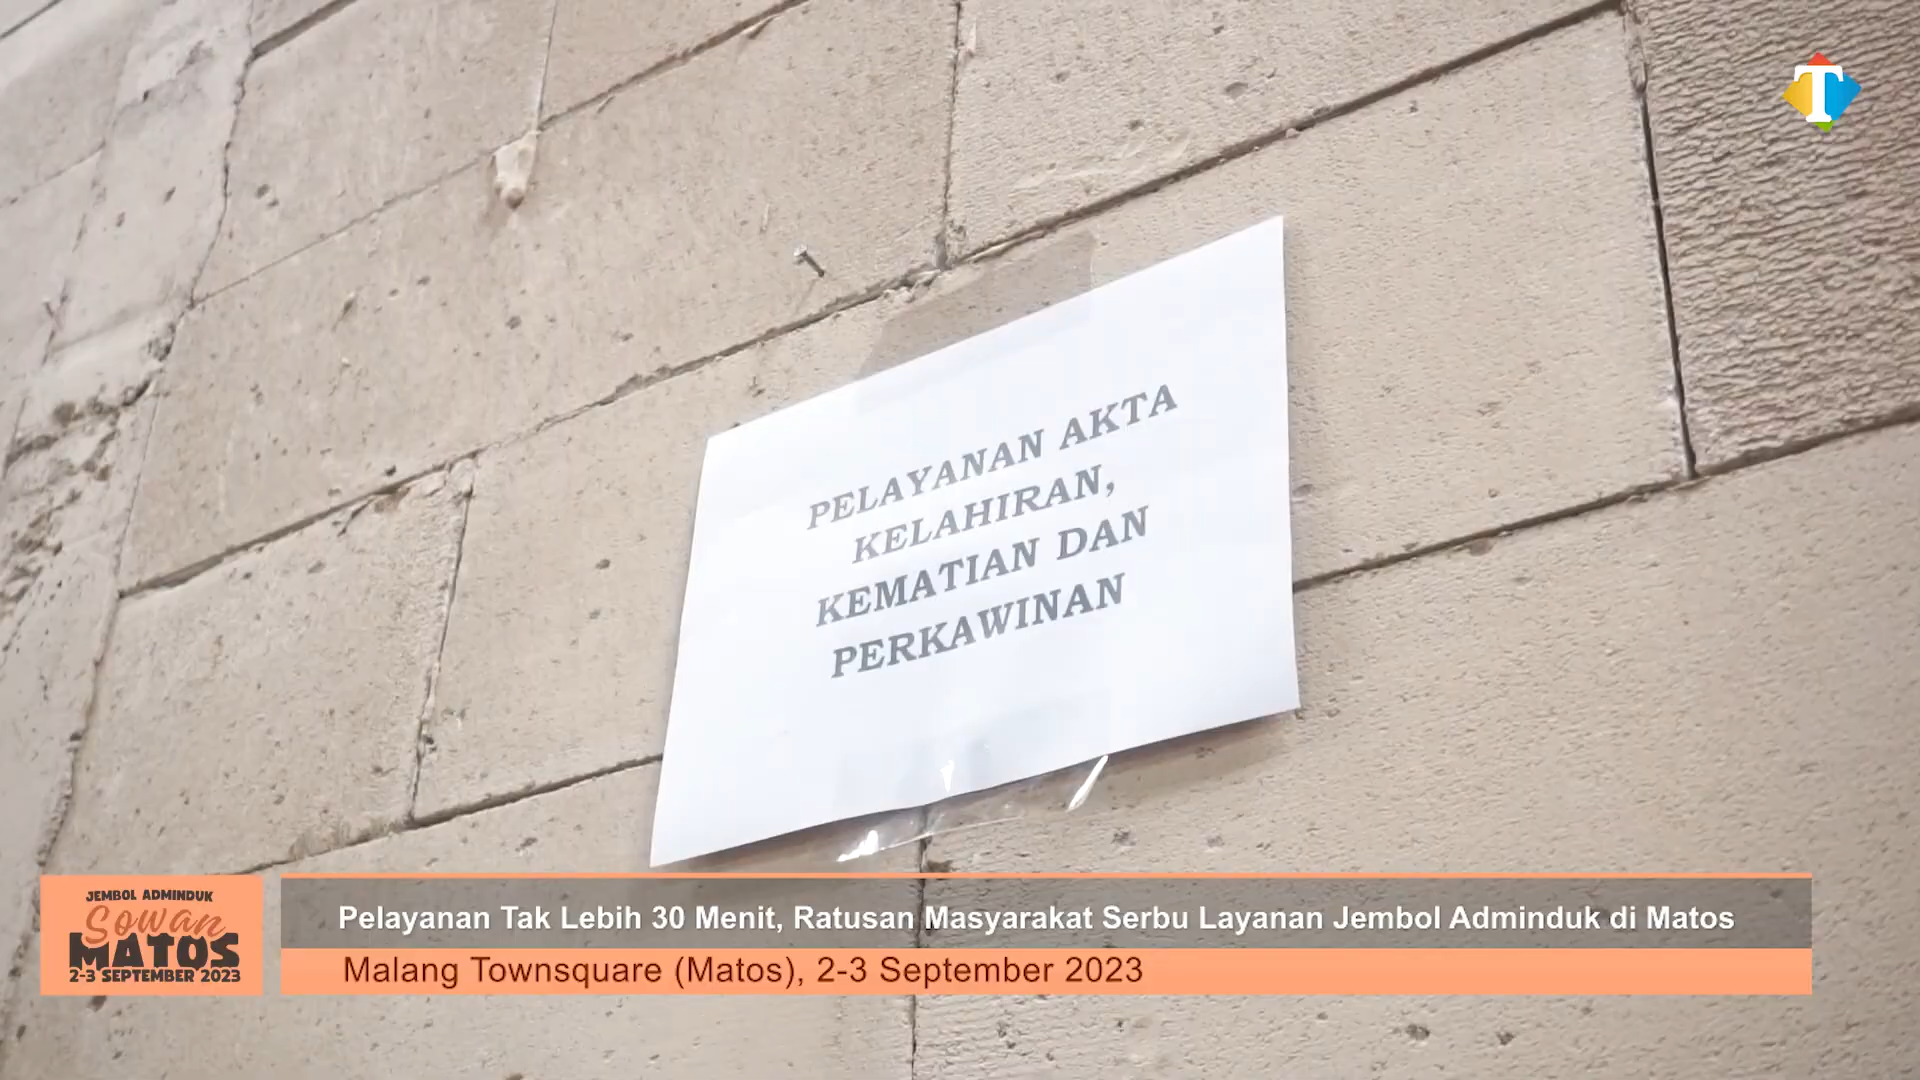 T
PELAYANAN AKTA
KELAHIRAN,
KEMATIAN DAN
PERKAWINAN
JEMBOL ADMINDUK
Sowan
MATOS
2-3 SEPTEMBER 2023
Pelayanan Tak Lebih 30 Menit, Ratusan Masyarakat Serbu Layanan Jembol Adminduk di Matos
Malang Townsquare (Matos), 2-3 September 2023